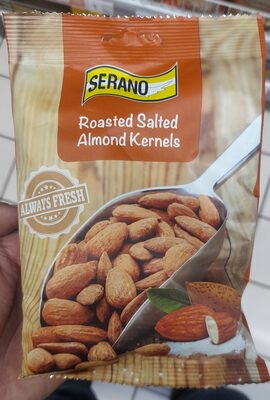 SERANO
Roasted Salted
Almond Kernels
ALWAYS FRESH